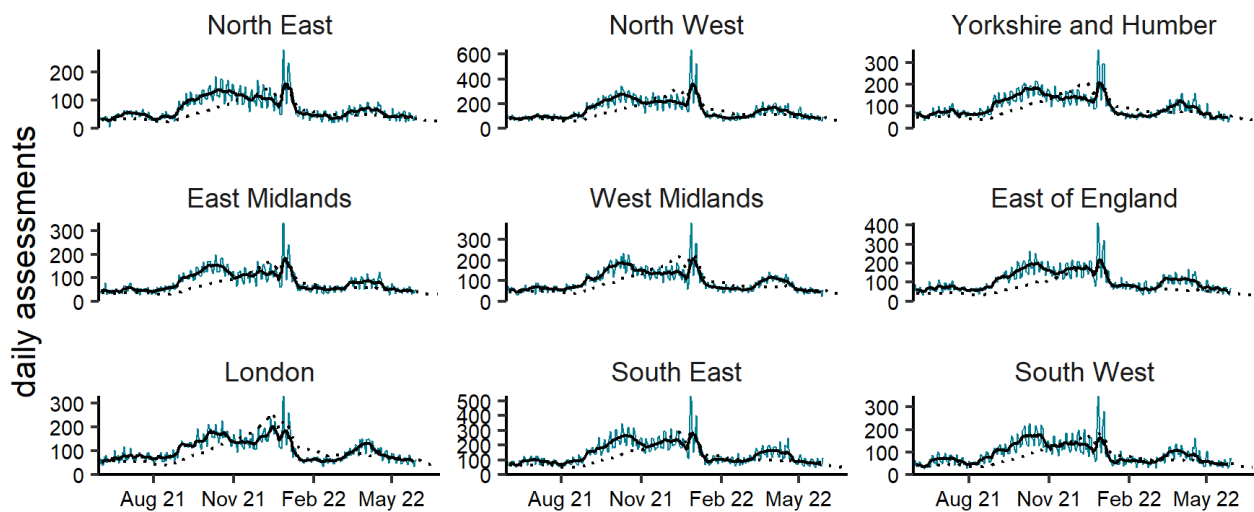 North East North West Yorkshire and Humber
200 100 0 600 400 200 0 300 200 100 0
daily assessments
East Midlands West Midlands East of England
300 200 100 0 300 200 100 0 400 300 200 100 0
London South East South West
300 200 100 0 500 400 300 200 100 0 300 200 100 0
Aug 21 Nov 21 Feb 22 May 22 Aug 21 Nov 21 Feb 22 May 22 Aug 21 Nov 21 Feb 22 May 22